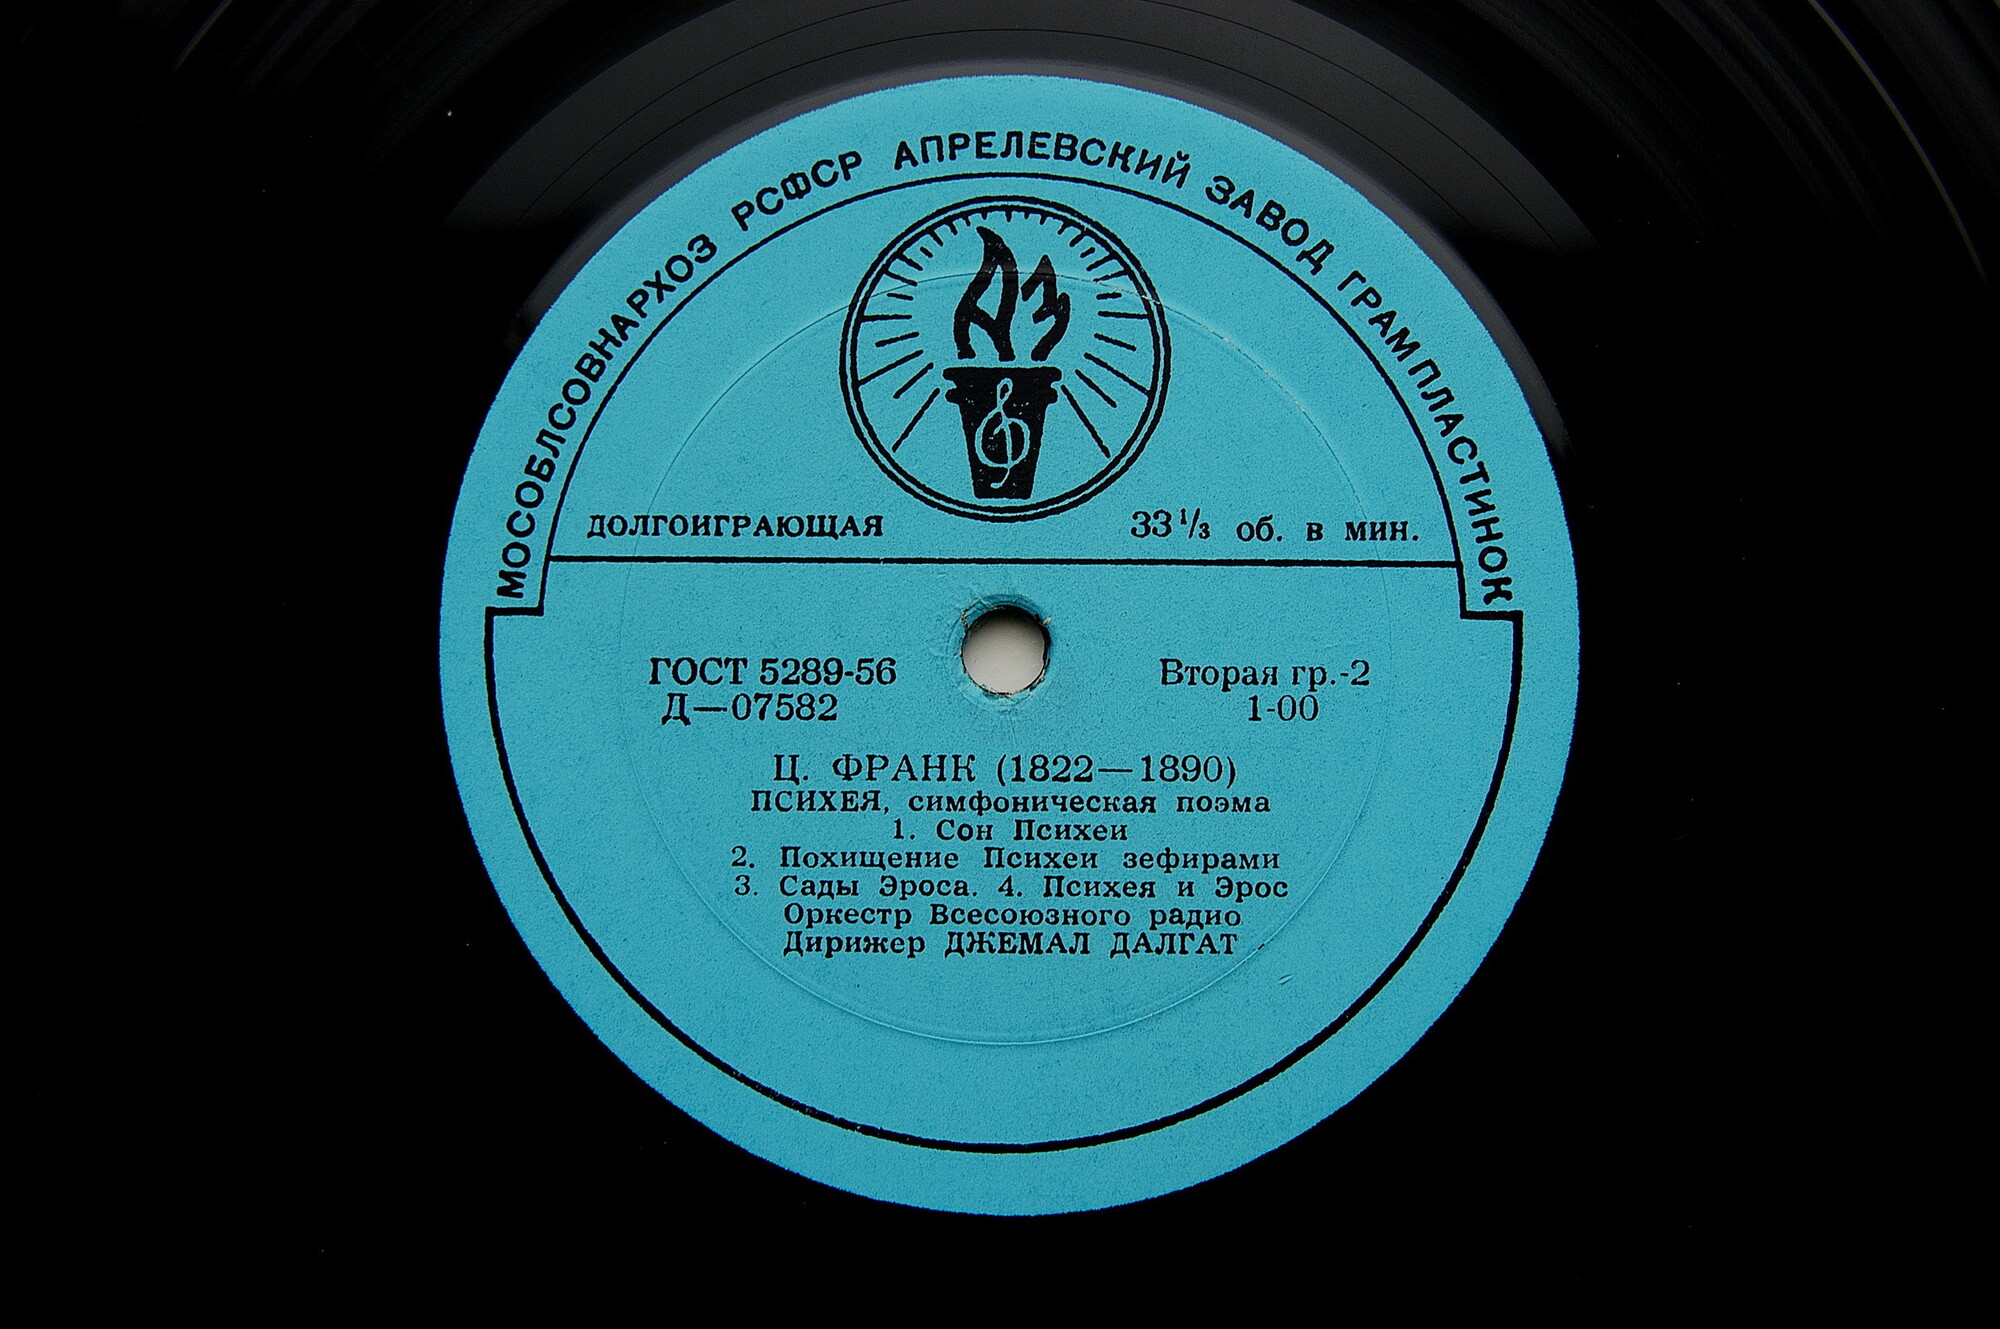 МОСОБЛСОВНАРХОЗ РСФСР АПРЕЛЕВСКИЙ ЗАВОД ГРАМПЛАСТИНОК
АЗ
ДОЛГОИГРАЮЩАЯ 33⅓ об. в мин.
ГОСТ 5289-56 Вторая гр.-2
Д—07582 1-00
Ц. ФРАНК (1822—1890)
ПСИХЕЯ, симфоническая поэма
1. Сон Психеи
2. Похищение Психеи зефирами
3. Сады Эроса. 4. Психея и Эрос
Оркестр Всесоюзного радио
Дирижер ДЖЕМАЛ ДАЛГАТ